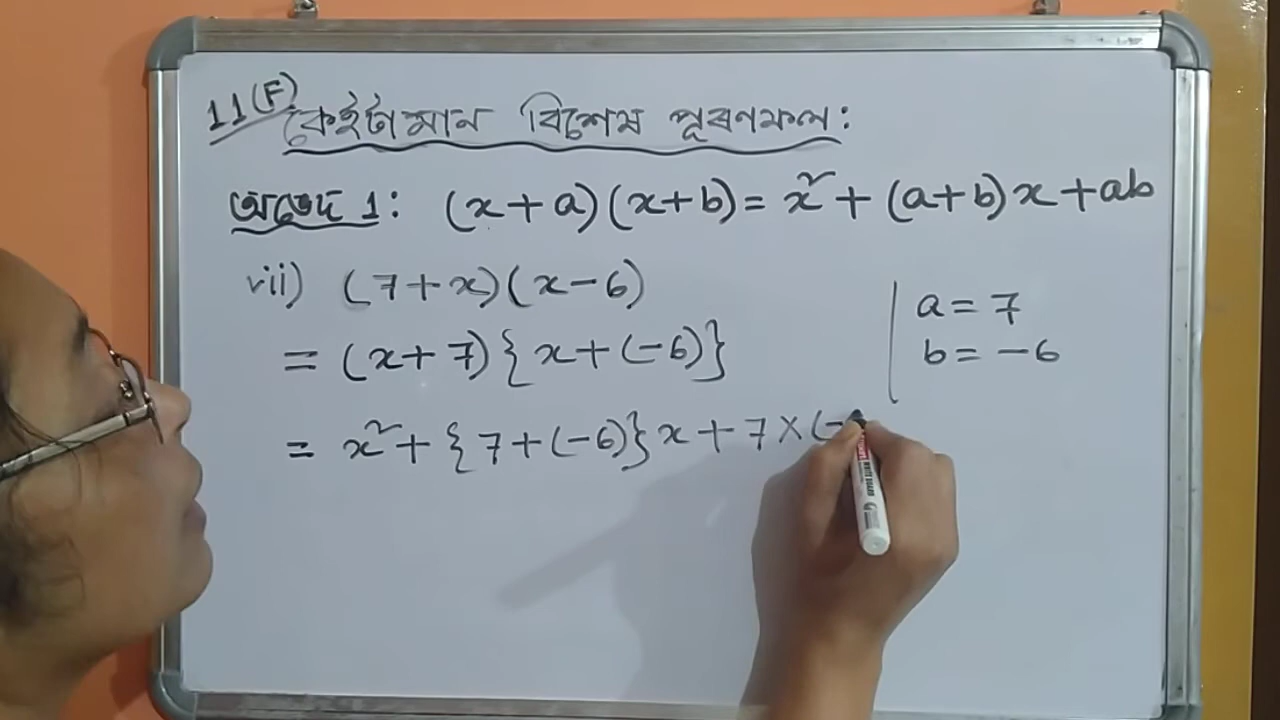 11(F) কেইটামান বিশেষ পূৰণফল:
অভেদ 1: (x+a)(x+b)= x² + (a+b)x+ab
vii) (7+x)(x-6)
= (x+7){x+(-6)}
= x²+{7+(-6)}x+7×(-
a= 7
b= -6